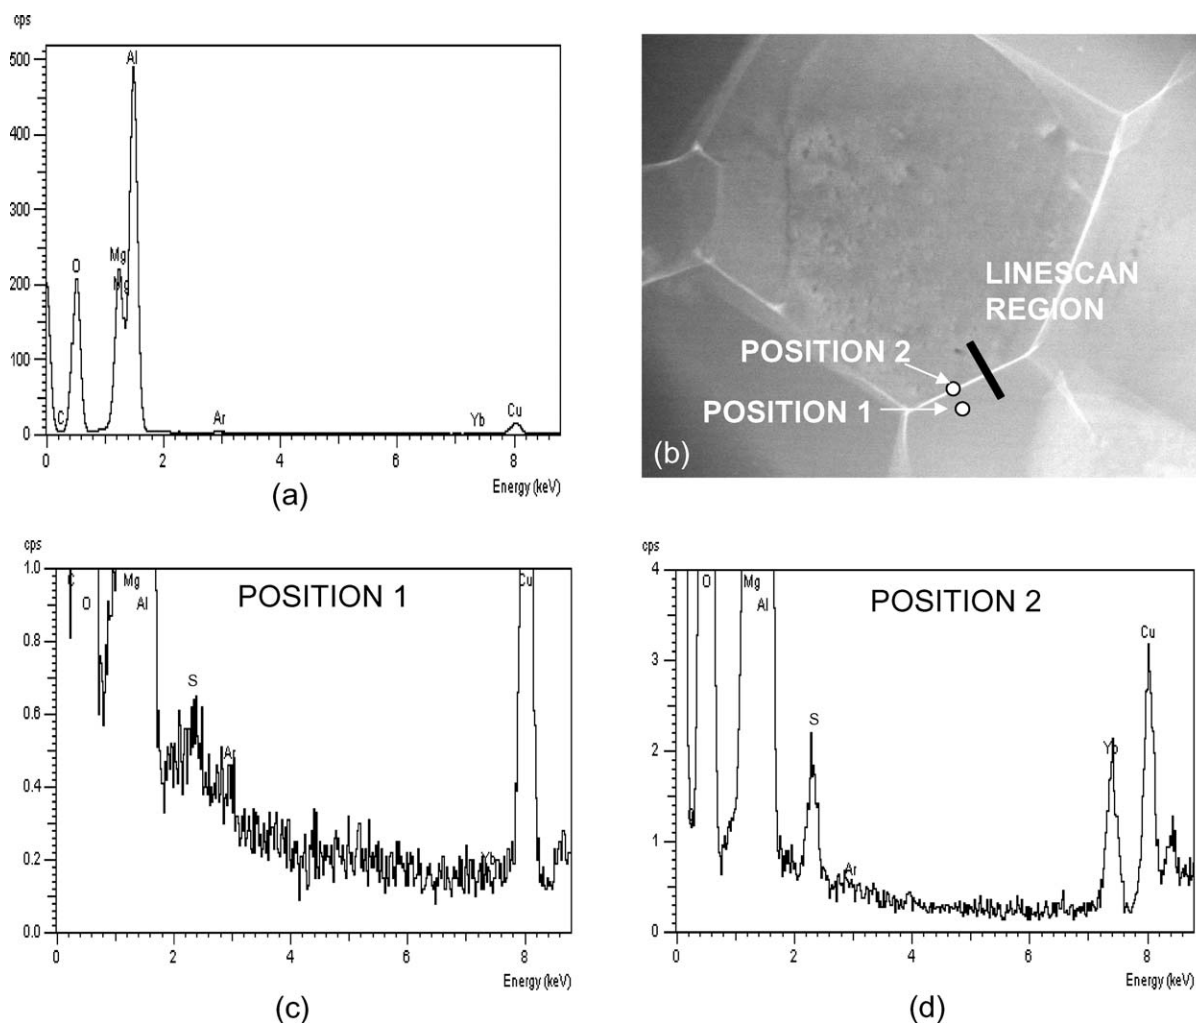 cps
500
400
300
200
100
0
Al
Mg
Mg
O
C
Ar
Yb
Cu
0 2 4 6 8
Energy (keV)
(a)
LINESCAN
REGION
POSITION 2
POSITION 1
(b)
cps
1.0
0.8
0.6
0.4
0.2
0.0
C
O
Mg
Al
POSITION 1
Cu
S
Ar
Yb
0 2 4 6 8
Energy (keV)
(c)
cps
4
3
2
1
0
O
Mg
Al
POSITION 2
Cu
S
Yb
C
Ar
0 2 4 6 8
Energy (keV)
(d)